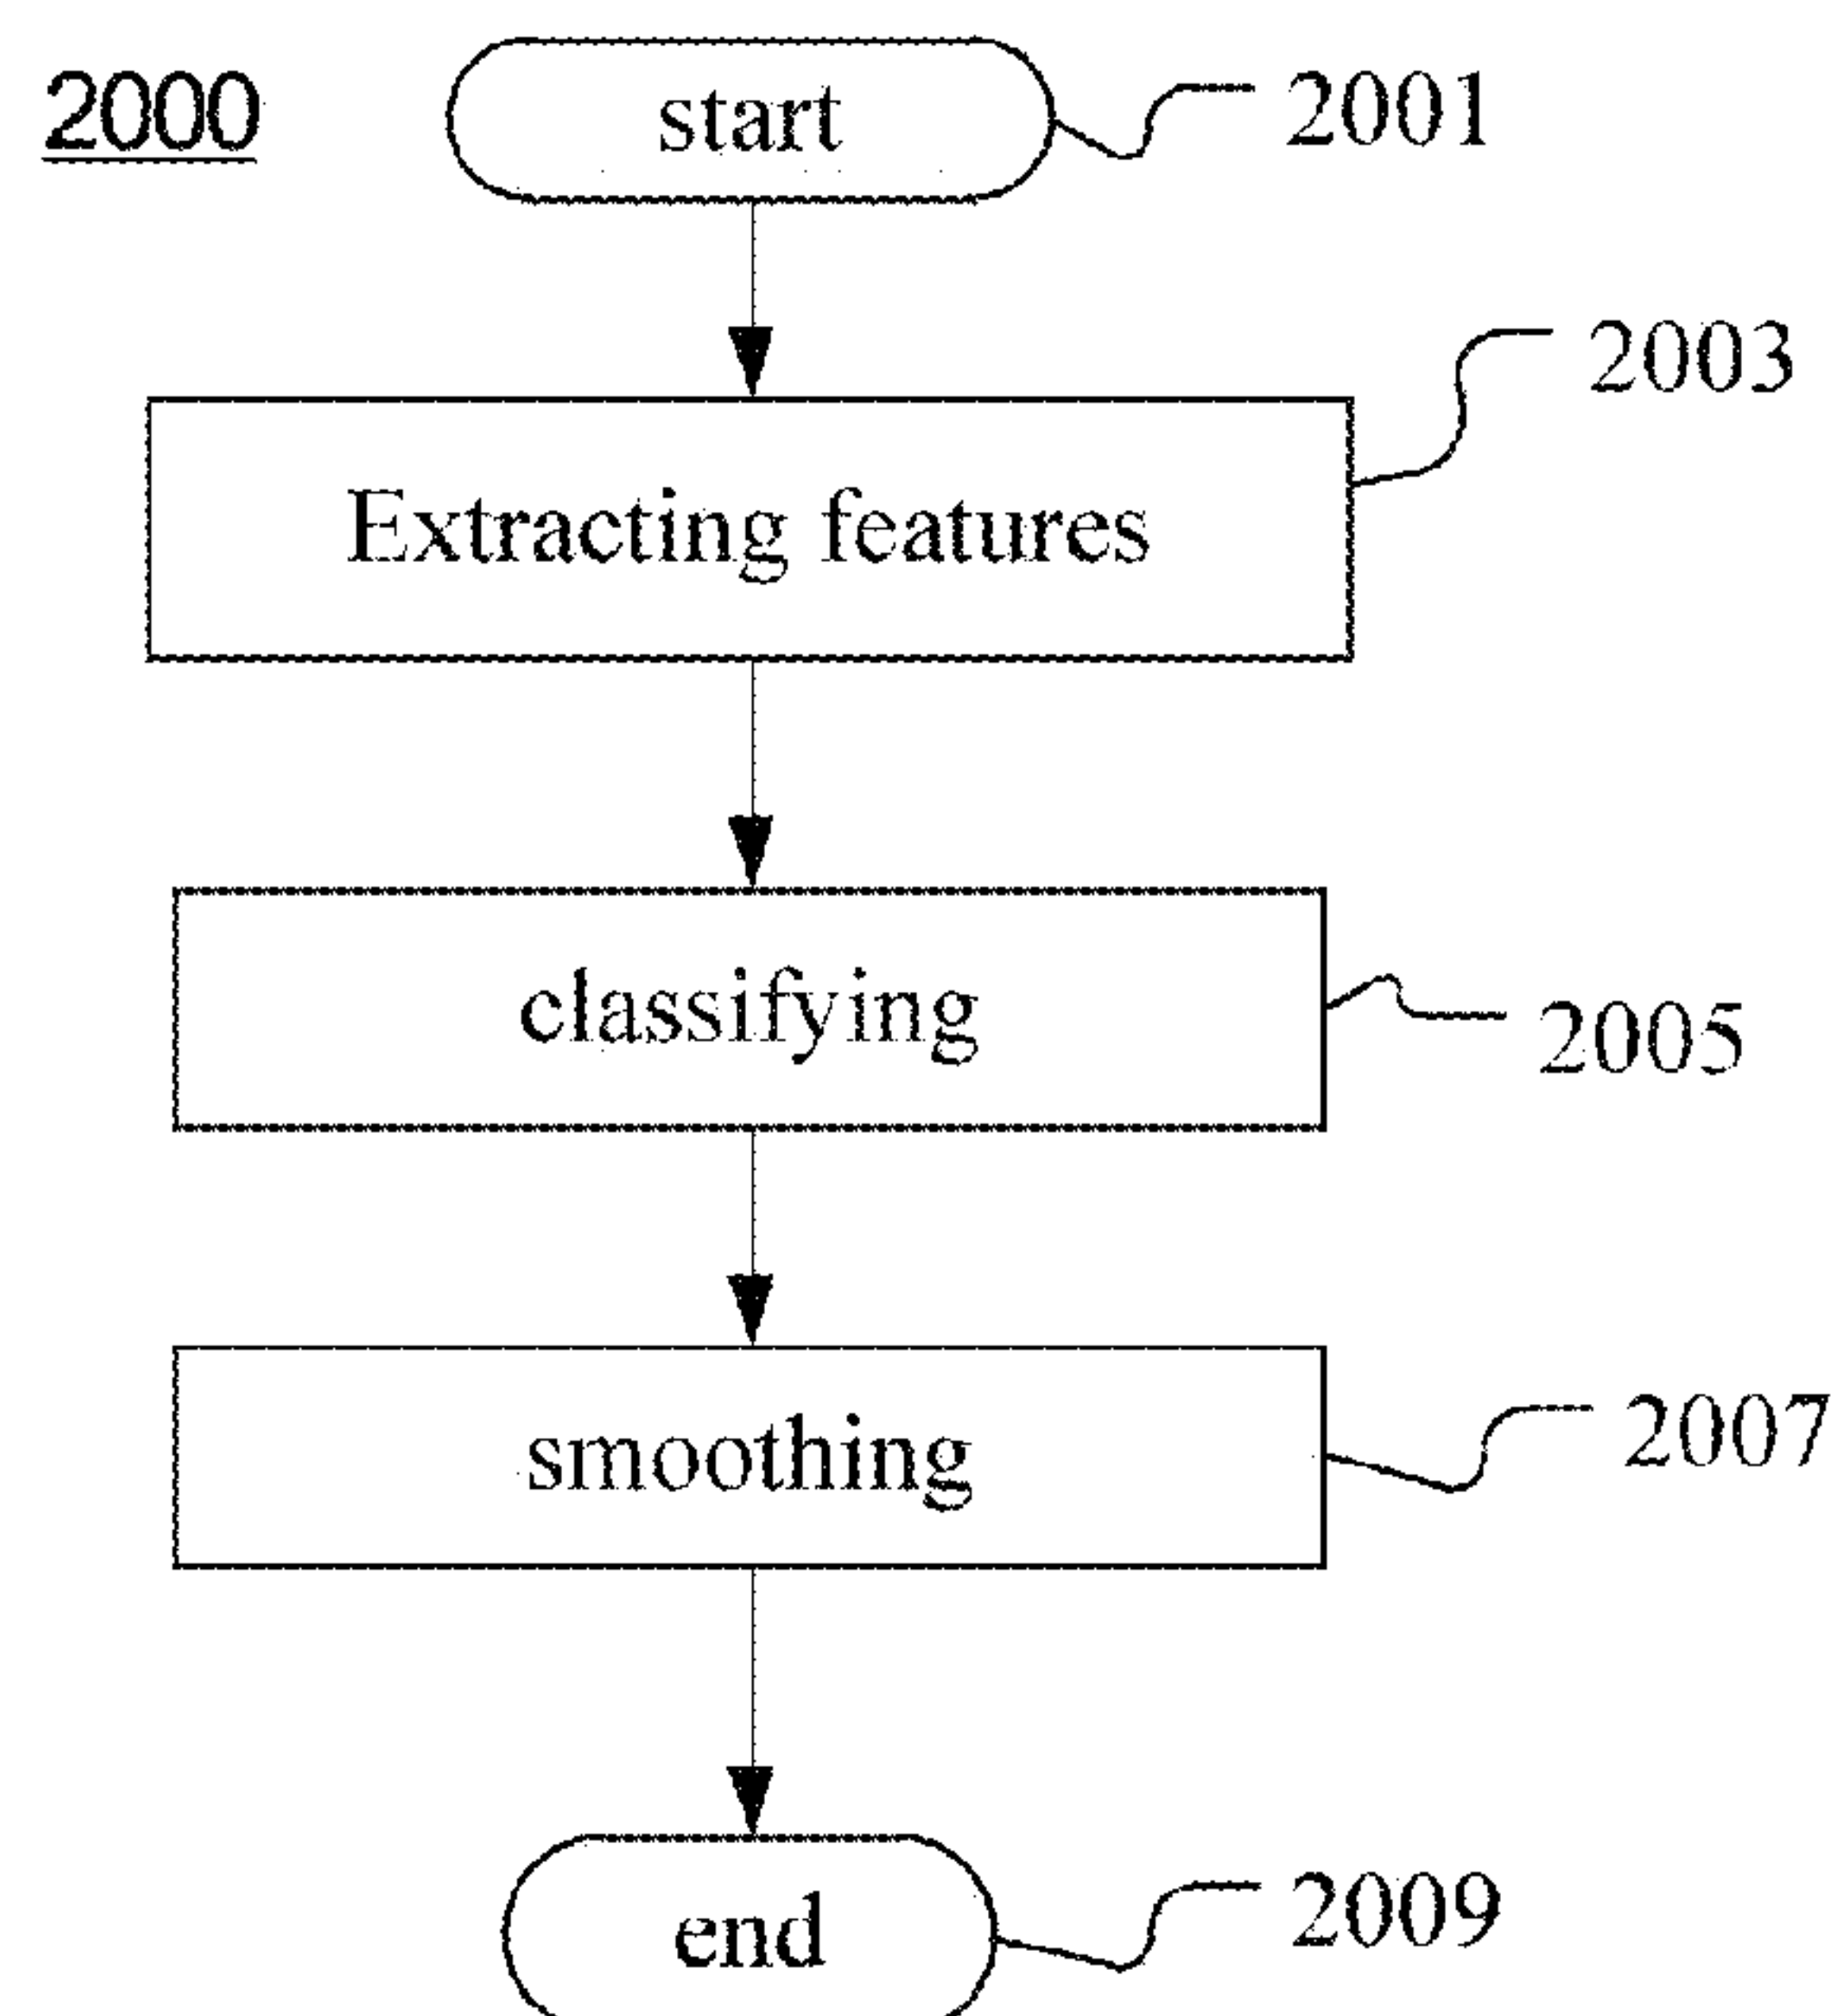 2000
start
2001
2003
Extracting features
classifying
2005
smoothing
2007
end
2009